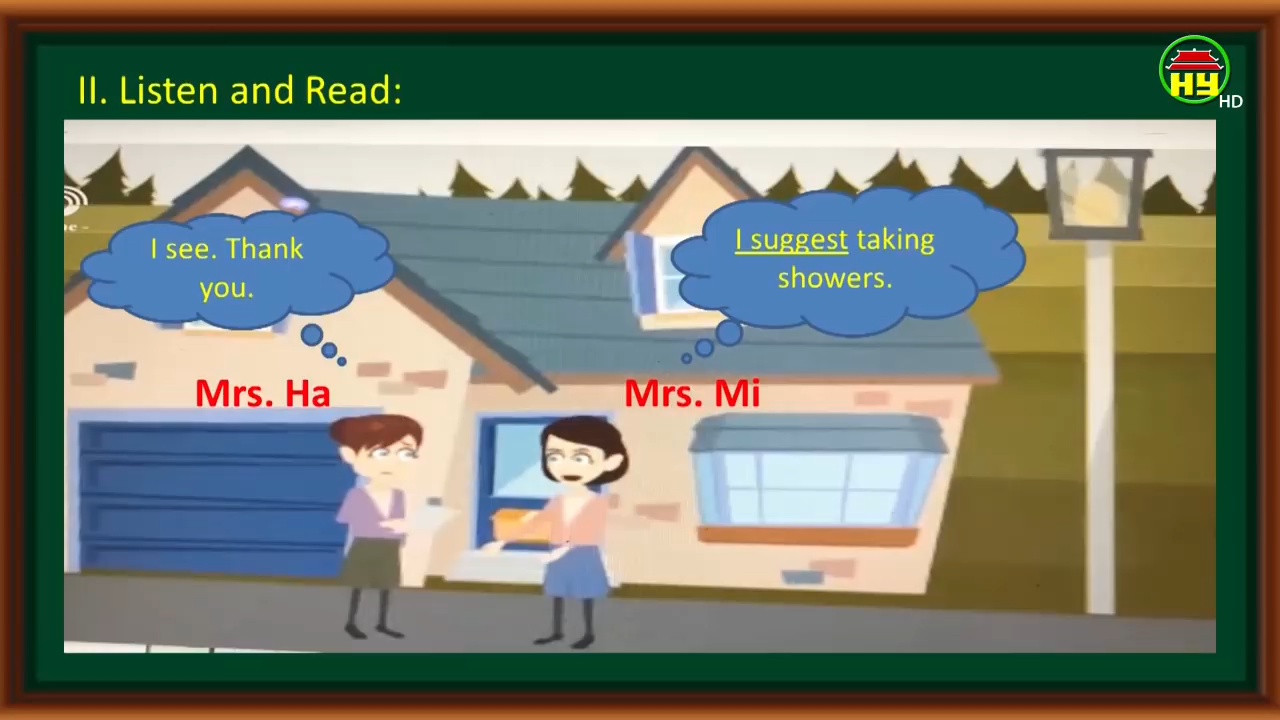 II. Listen and Read:
HY
HD
I see. Thank
you.
I suggest taking
showers.
Mrs. Ha
Mrs. Mi